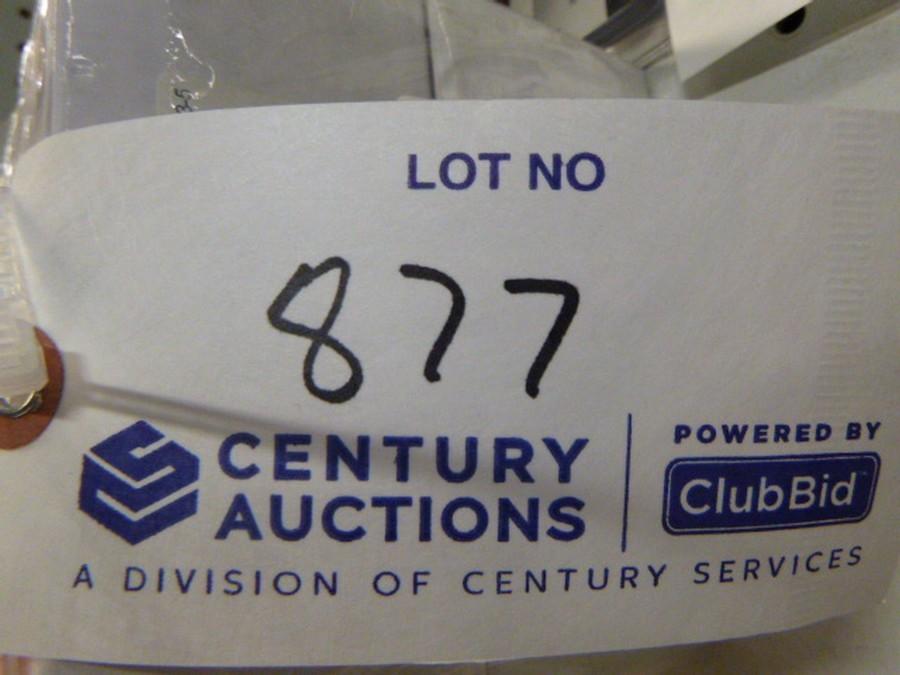 LOT NO
877
CENTURY
AUCTIONS
POWERED BY
ClubBid
A DIVISION OF CENTURY SERVICES